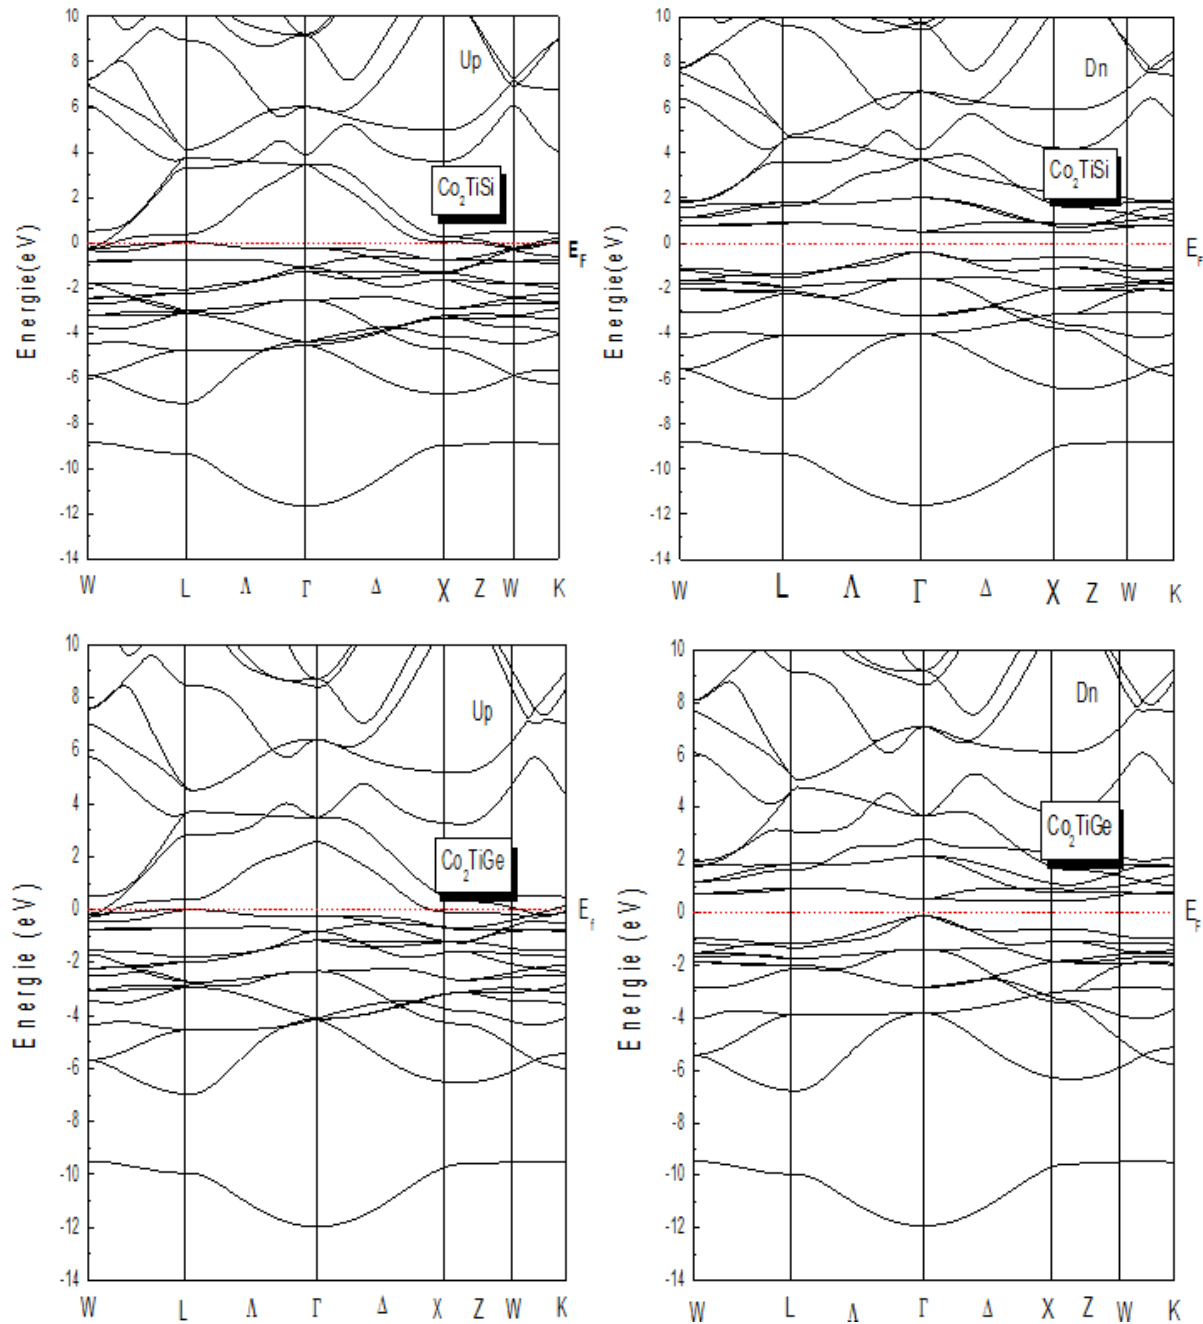 10
8
6
4
2
0
-2
-4
-6
-8
-10
-12
-14
Energie(eV)
Up
Co2TiSi
EF
W L Λ Γ Δ X Z W K
10
8
6
4
2
0
-2
-4
-6
-8
-10
-12
-14
Energie(eV)
Dn
Co2TiSi
EF
W L Λ Γ Δ X Z W K
10
8
6
4
2
0
-2
-4
-6
-8
-10
-12
-14
Energie (eV)
Up
Co2TiGe
Ef
W L Λ Γ Δ X Z W K
10
8
6
4
2
0
-2
-4
-6
-8
-10
-12
-14
Energie (eV)
Dn
Co2TiGe
EF
W L Λ Γ Δ X Z W K